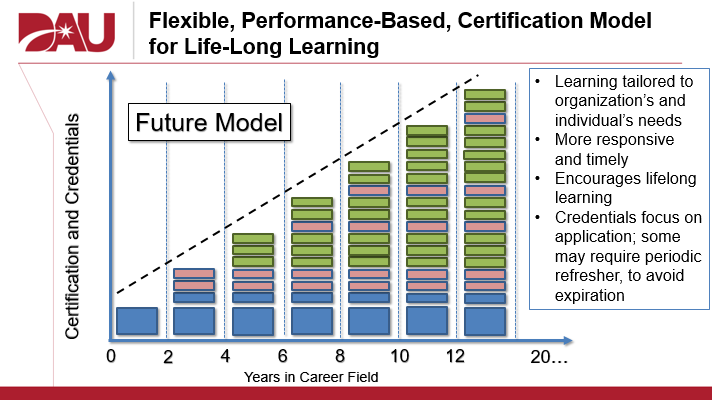 DAU
Flexible, Performance-Based, Certification Model
for Life-Long Learning
Certification and Credentials
Future Model
• Learning tailored to
organization’s and
individual’s needs
• More responsive
and timely
• Encourages lifelong
learning
• Credentials focus on
application; some
may require periodic
refresher, to avoid
expiration
0 2 4 6 8 10 12 20…
Years in Career Field